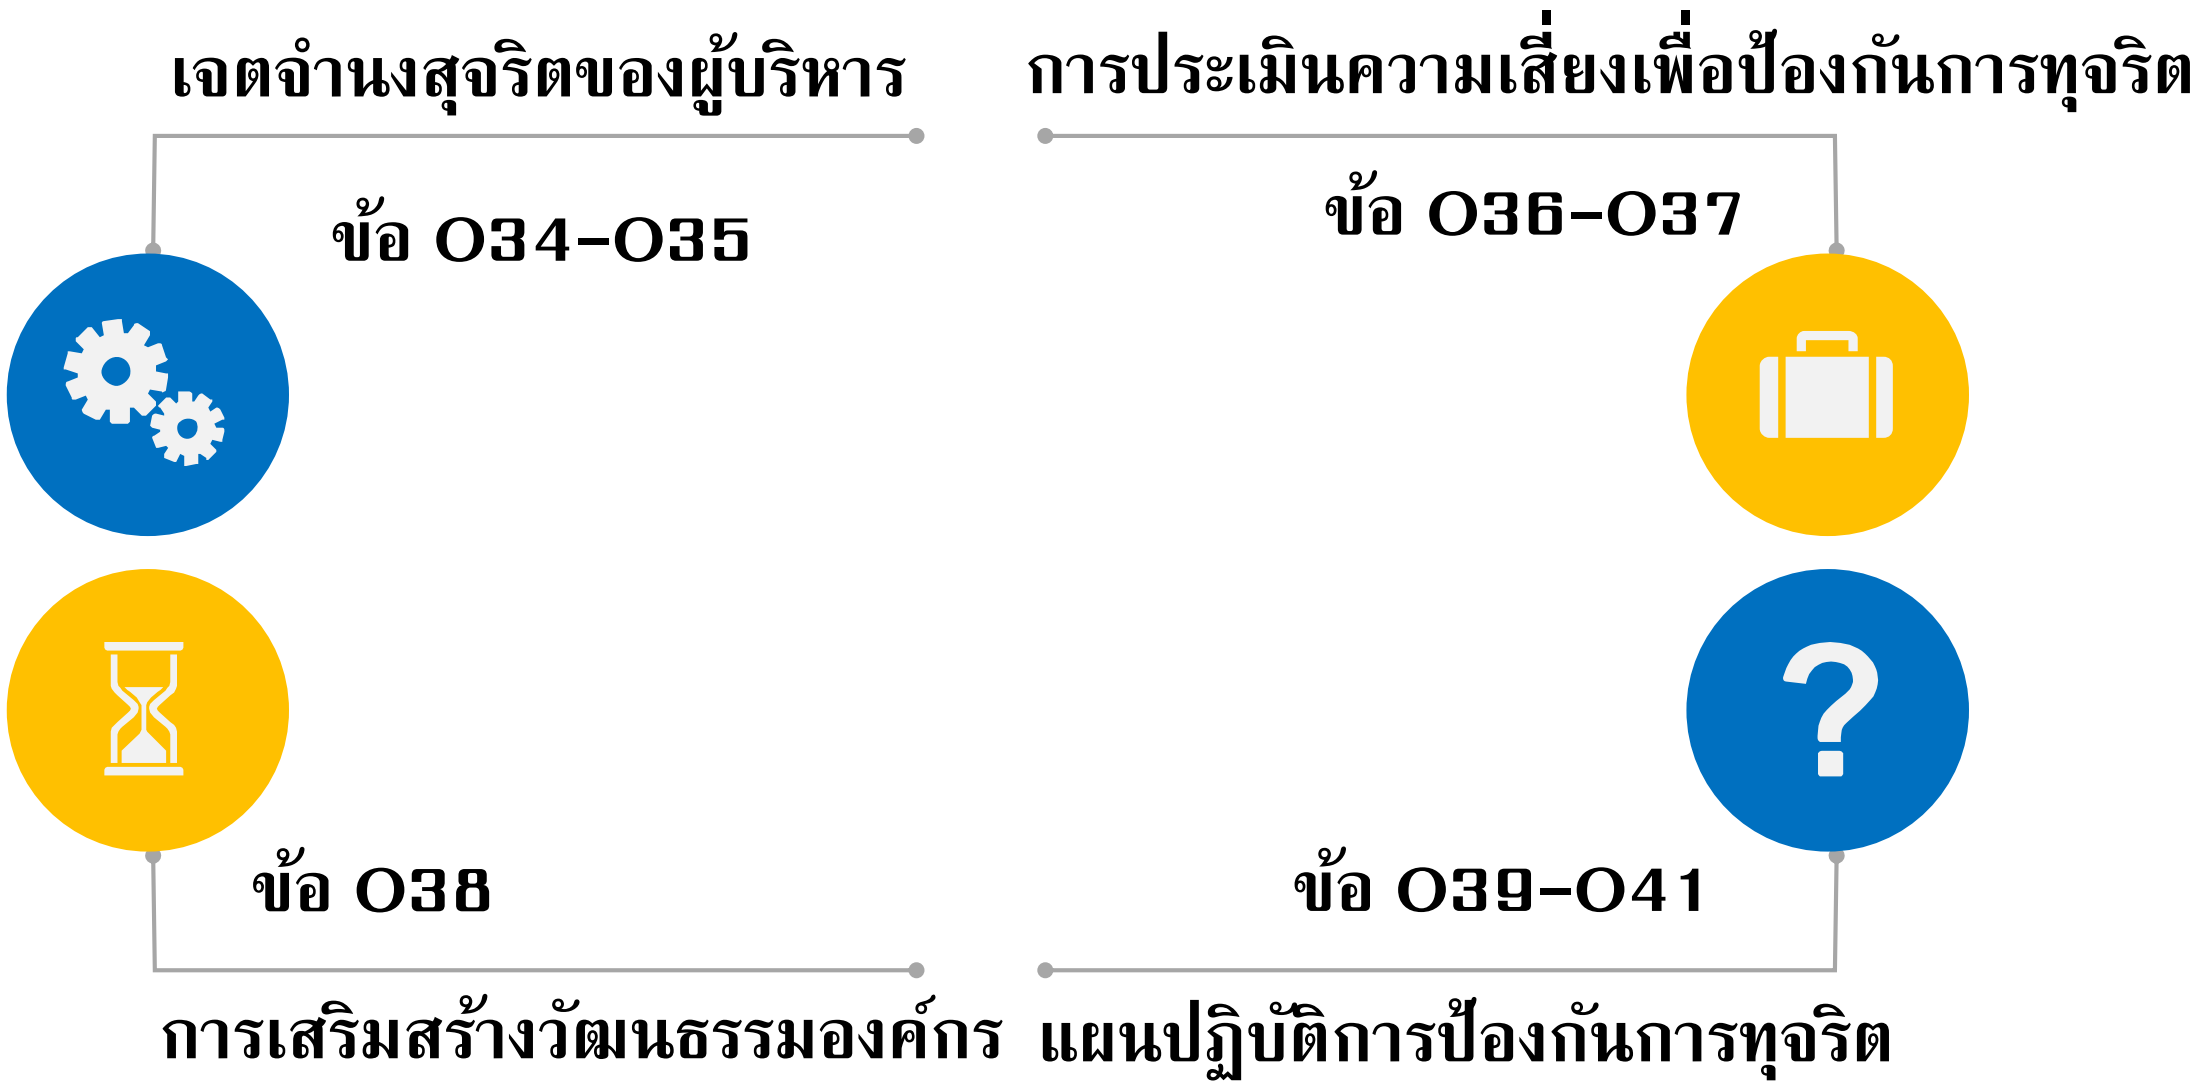 เจตจำนงสุจริตของผู้บริหาร
ข้อ O34-O35
การประเมินความเสี่ยงเพื่อป้องกันการทุจริต
ข้อ O36-O37
ข้อ O38
การเสริมสร้างวัฒนธรรมองค์กร
ข้อ O39-O41
แผนปฏิบัติการป้องกันการทุจริต